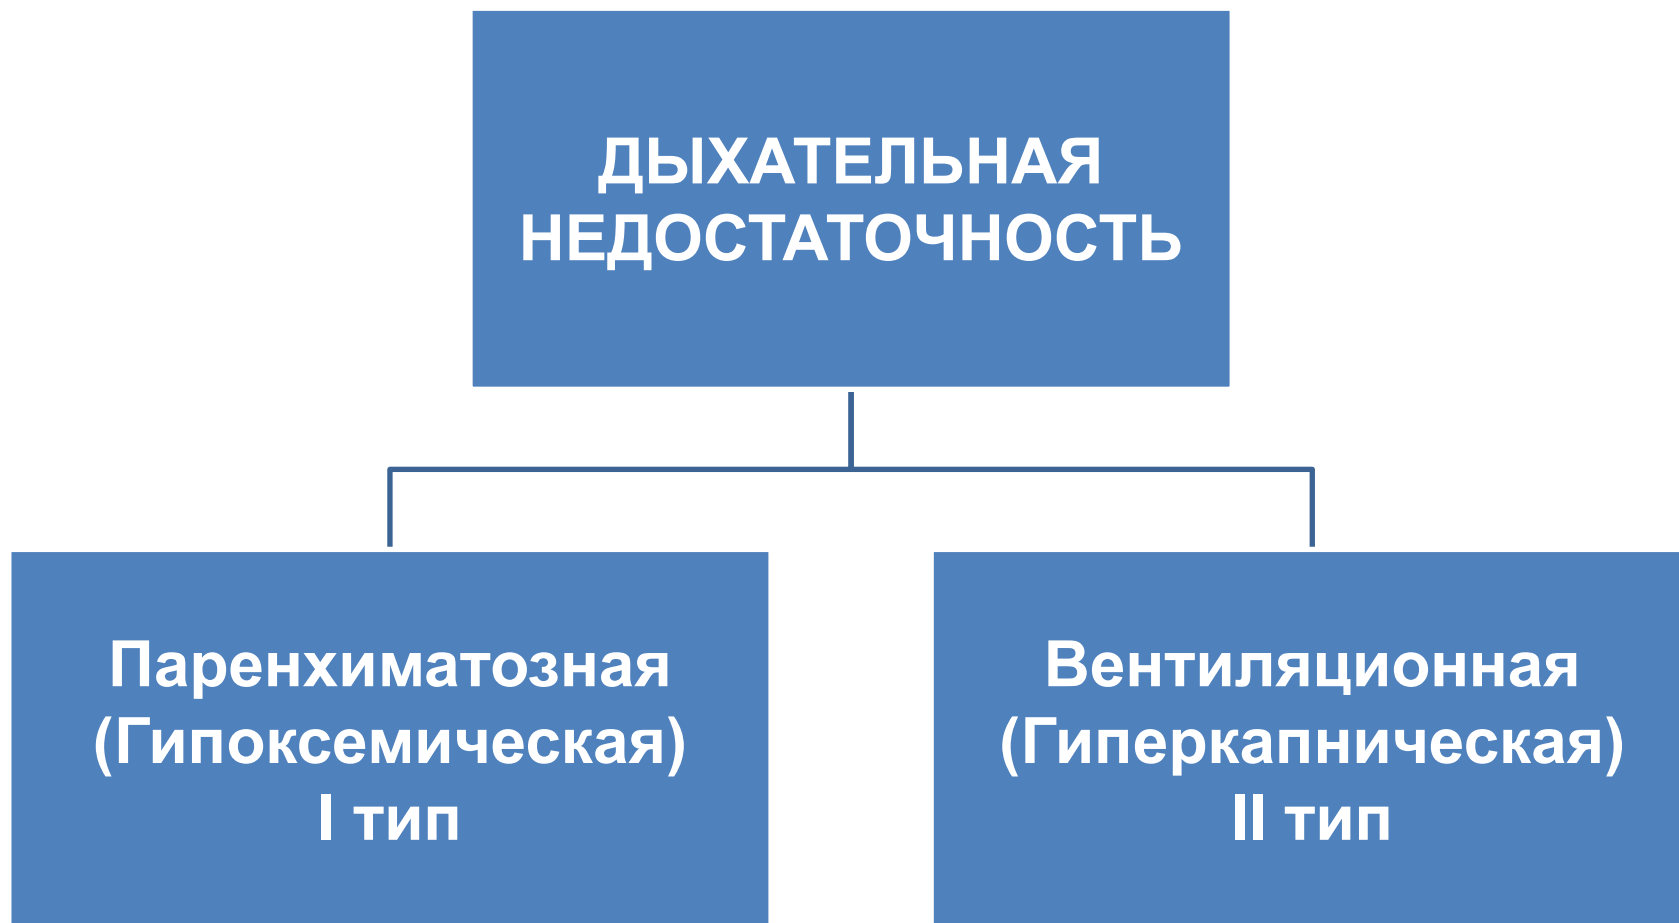 ДЫХАТЕЛЬНАЯ
НЕДОСТАТОЧНОСТЬ
Паренхиматозная
(Гипоксемическая)
I тип
Вентиляционная
(Гиперкапническая)
II тип